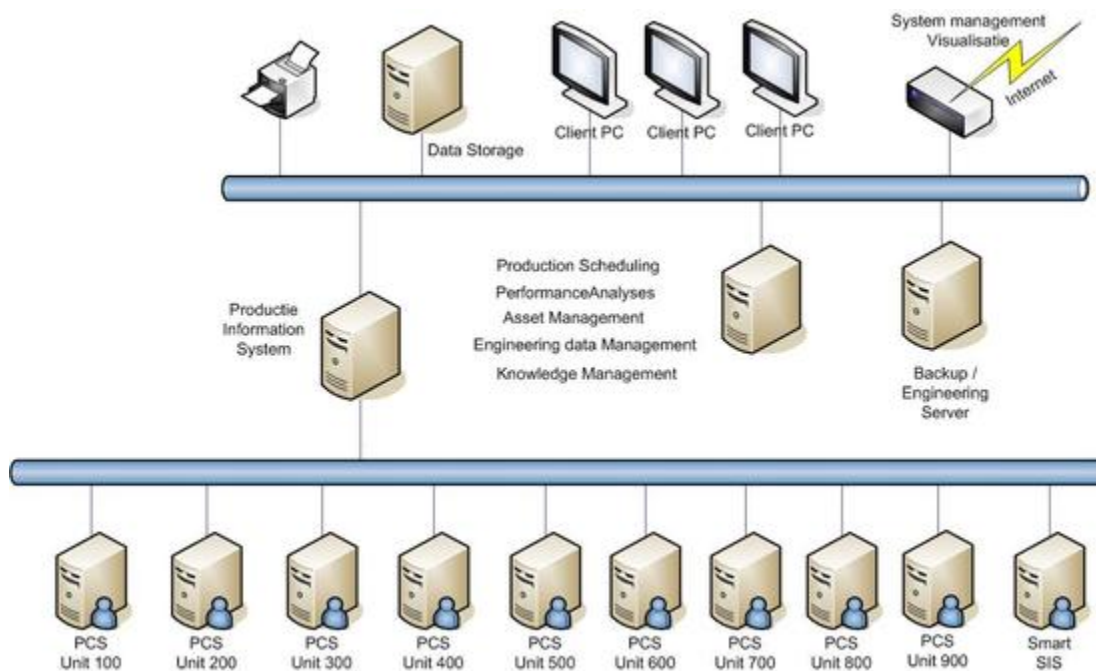 System management
Visualisatie
Internet
Data Storage
Client PC
Client PC
Client PC
Productie
Information
System
Production Scheduling
PerformanceAnalyses
Asset Management
Engineering data Management
Knowledge Management
Backup /
Engineering
Server
PCS
Unit 100
PCS
Unit 200
PCS
Unit 300
PCS
Unit 400
PCS
Unit 500
PCS
Unit 600
PCS
Unit 700
PCS
Unit 800
PCS
Unit 900
Smart
SIS